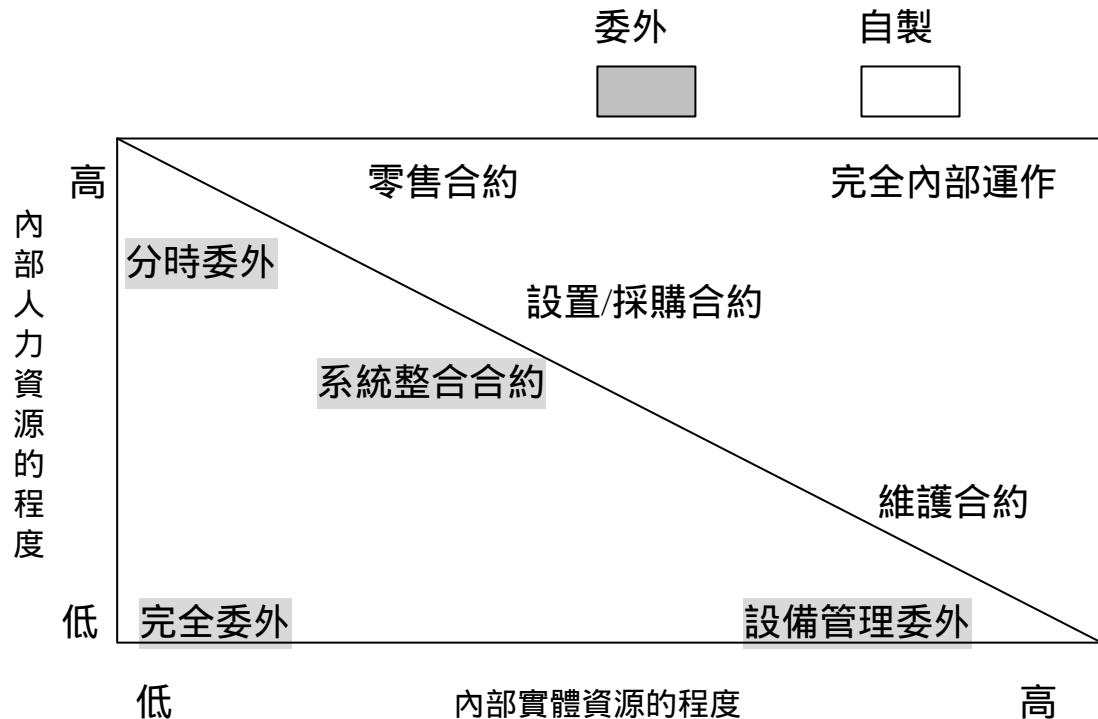 委外 自製
高 零售合約 完全內部運作
內部人力資源的程度
分時委外
設置/採購合約
系統整合合約
維護合約
低 完全委外 設備管理委外
低 內部實體資源的程度 高